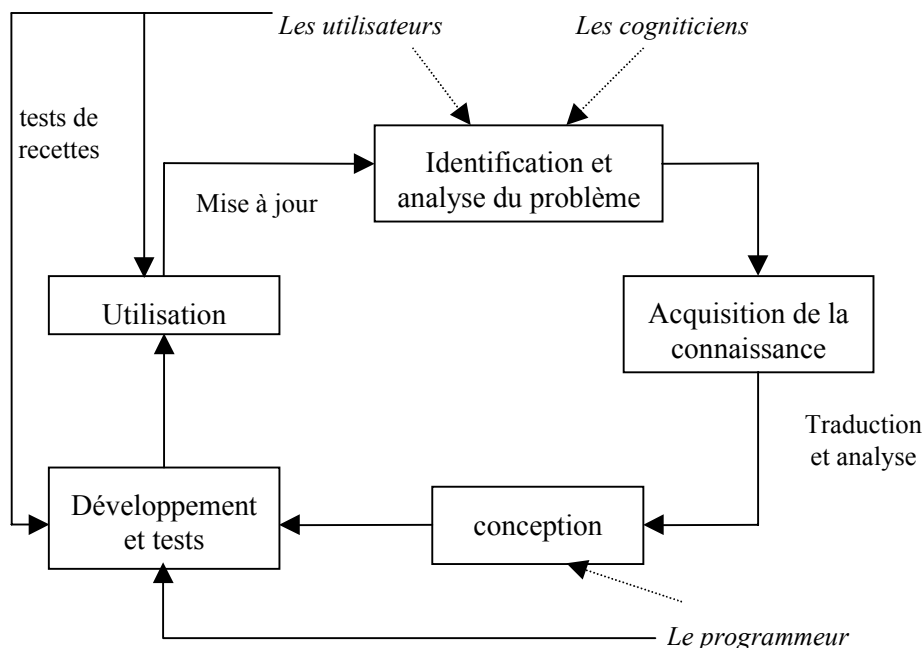 Les utilisateurs
Les cogniticiens
tests de
recettes
Identification et
analyse du problème
Mise à jour
Utilisation
Acquisition de la
connaissance
Traduction
et analyse
Développement
et tests
conception
Le programmeur